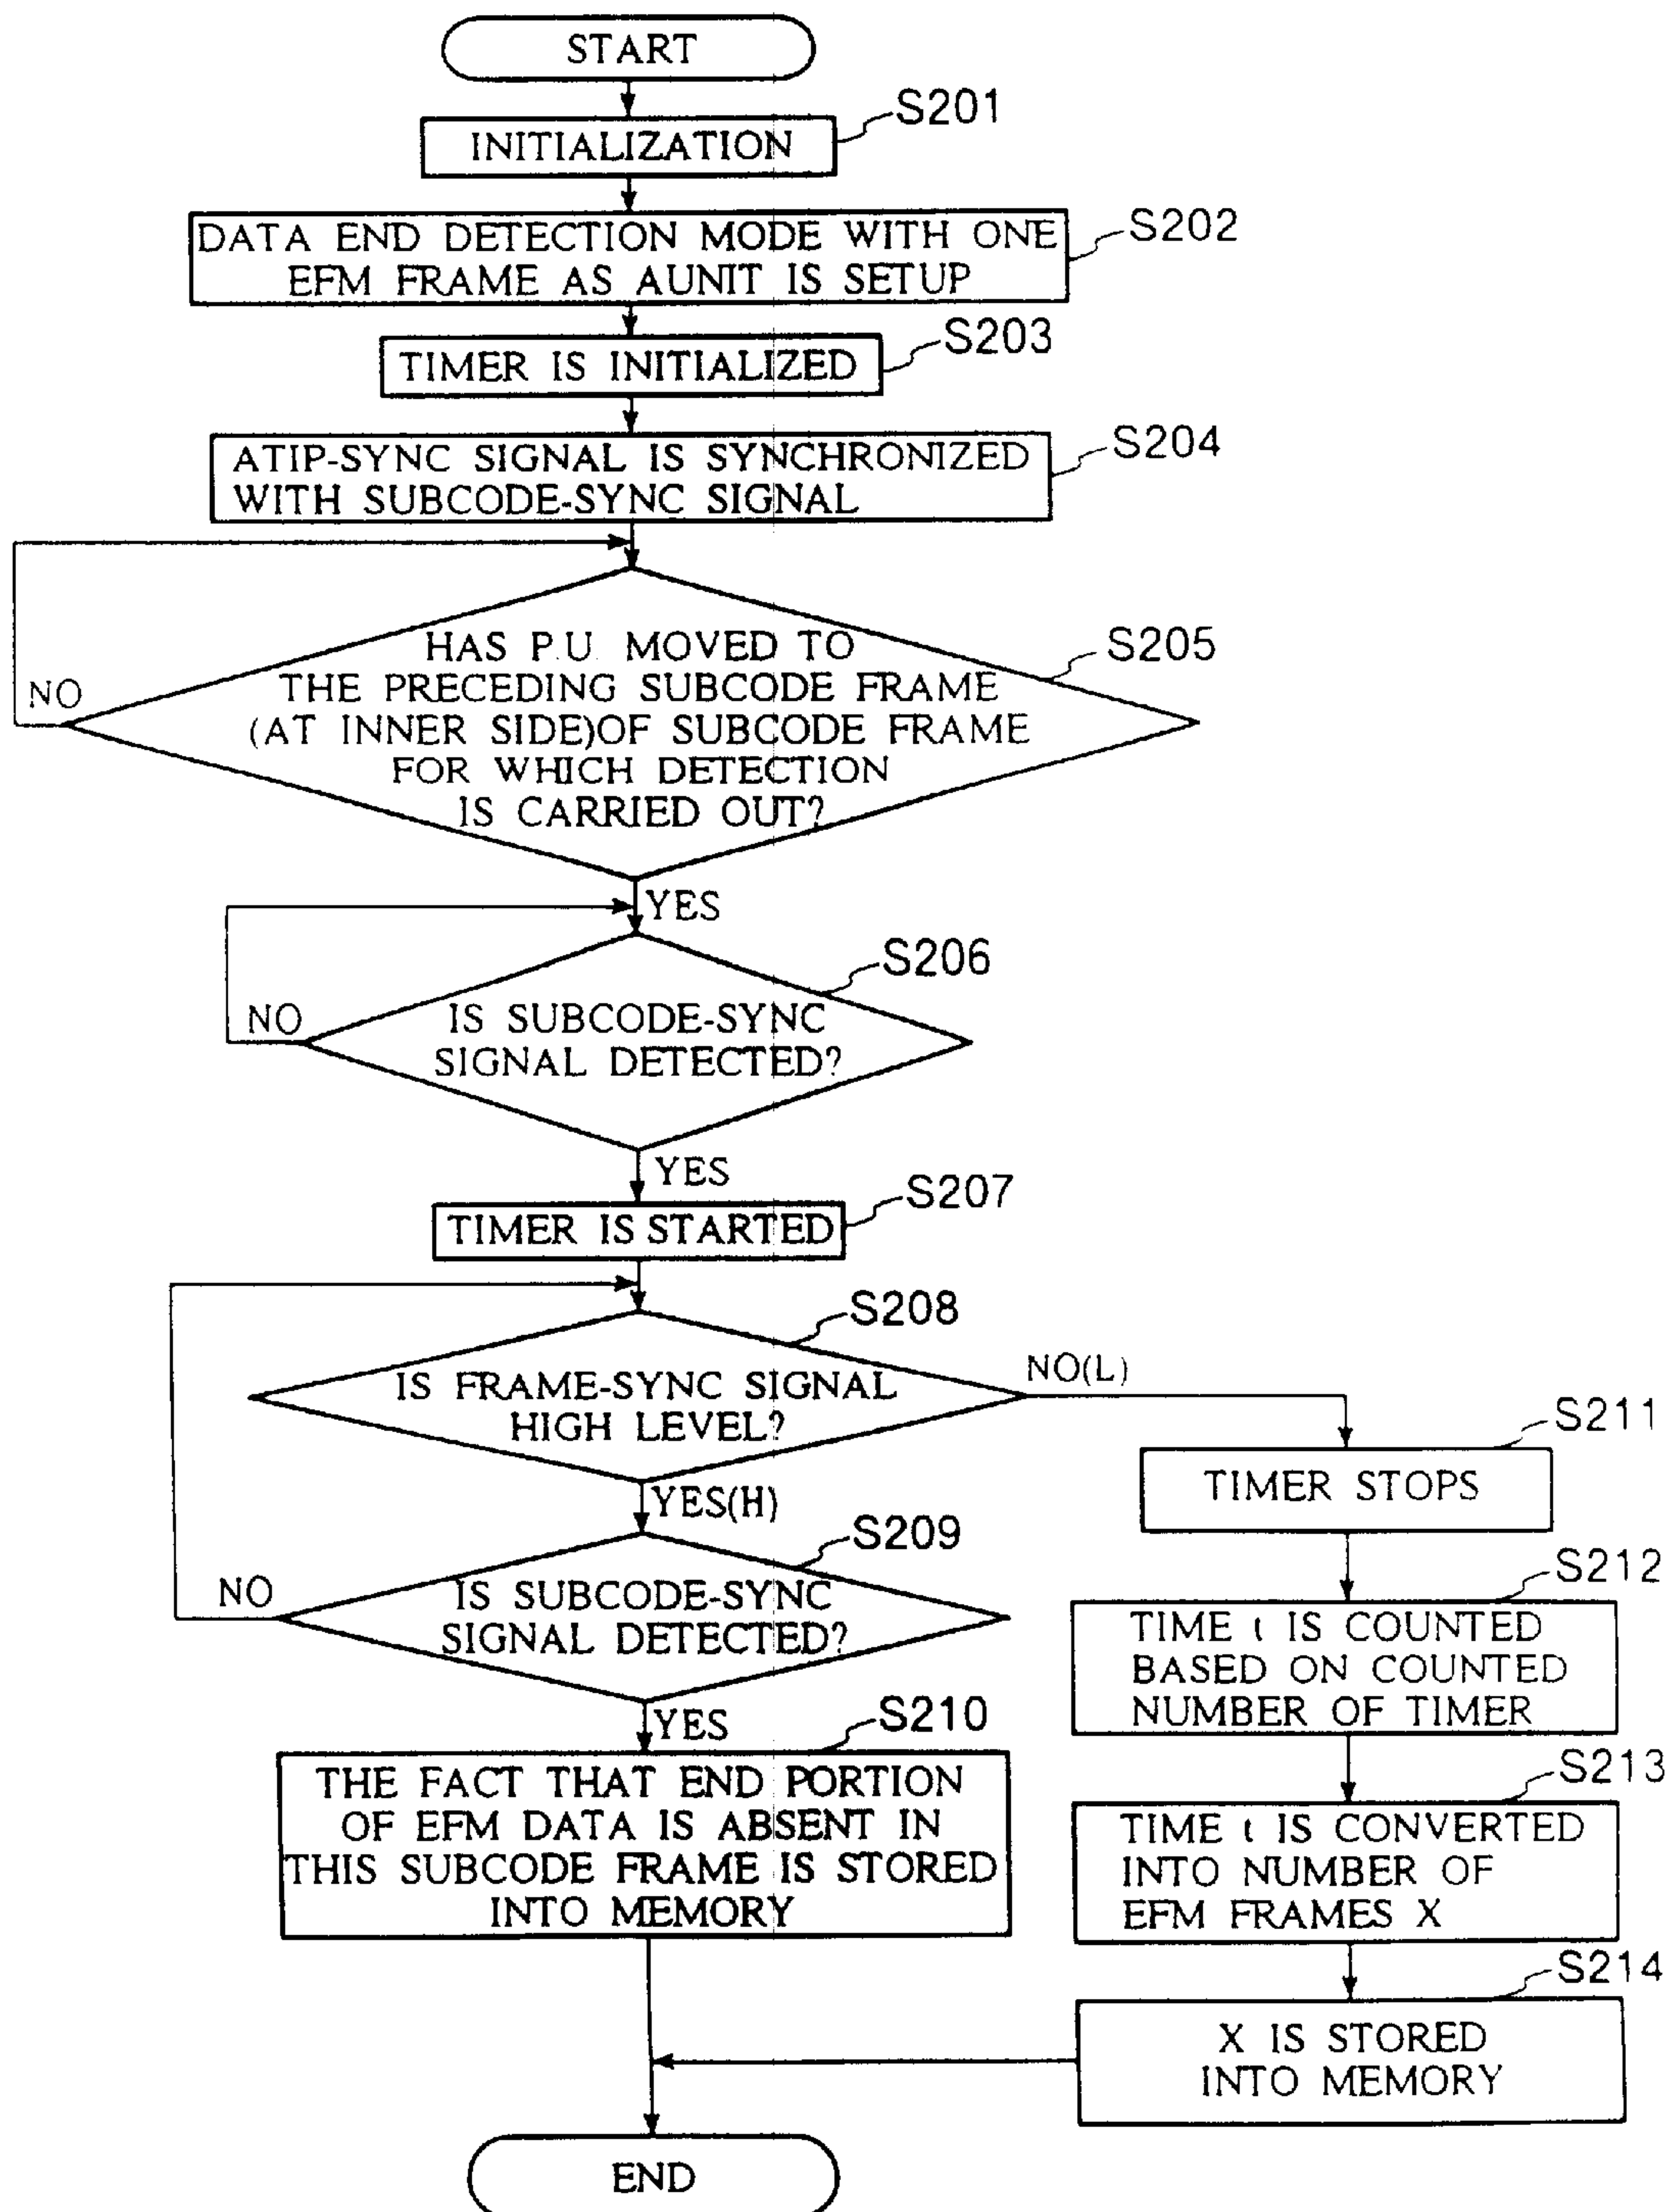 START
S201
INITIALIZATION
S202
DATA END DETECTION MODE WITH ONE
EFM FRAME AS AUNIT IS SETUP
S203
TIMER IS INITIALIZED
S204
ATIP-SYNC SIGNAL IS SYNCHRONIZED
WITH SUBCODE-SYNC SIGNAL
S205
HAS P.U. MOVED TO
THE PRECEDING SUBCODE FRAME
(AT INNER SIDE)OF SUBCODE FRAME
FOR WHICH DETECTION
IS CARRIED OUT?
NO
YES
S206
IS SUBCODE-SYNC
SIGNAL DETECTED?
NO
YES
S207
TIMER IS STARTED
S208
IS FRAME-SYNC SIGNAL
HIGH LEVEL?
NO(L)
YES(H)
S209
IS SUBCODE-SYNC
SIGNAL DETECTED?
NO
YES
S210
THE FACT THAT END PORTION
OF EFM DATA IS ABSENT IN
THIS SUBCODE FRAME IS STORED
INTO MEMORY
S211
TIMER STOPS
S212
TIME t IS COUNTED
BASED ON COUNTED
NUMBER OF TIMER
S213
TIME t IS CONVERTED
INTO NUMBER OF
EFM FRAMES X
S214
X IS STORED
INTO MEMORY
END